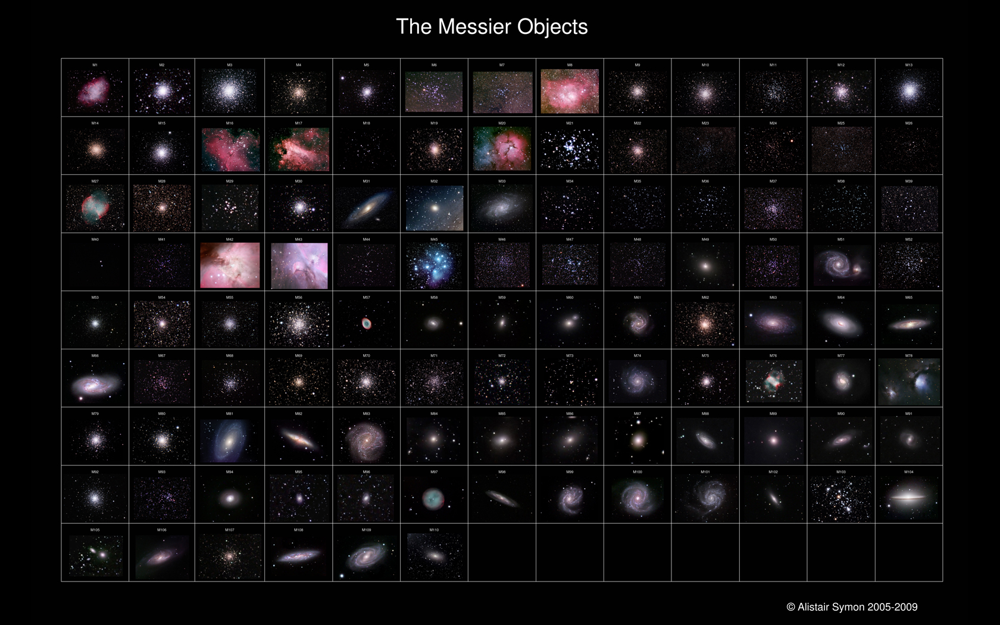 The Messier Objects
M1 M2 M3 M4 M5 M6 M7 M8 M9 M10 M11 M12 M13
M14 M15 M16 M17 M18 M19 M20 M21 M22 M23 M24 M25 M26
M27 M28 M29 M30 M31 M32 M33 M34 M35 M36 M37 M38 M39
M40 M41 M42 M43 M44 M45 M46 M47 M48 M49 M50 M51 M52
M53 M54 M55 M56 M57 M58 M59 M60 M61 M62 M63 M64 M65
M66 M67 M68 M69 M70 M71 M72 M73 M74 M75 M76 M77 M78
M79 M80 M81 M82 M83 M84 M85 M86 M87 M88 M89 M90 M91
M92 M93 M94 M95 M96 M97 M98 M99 M100 M101 M102 M103 M104
M105 M106 M107 M108 M109 M110
© Alistair Symon 2005-2009